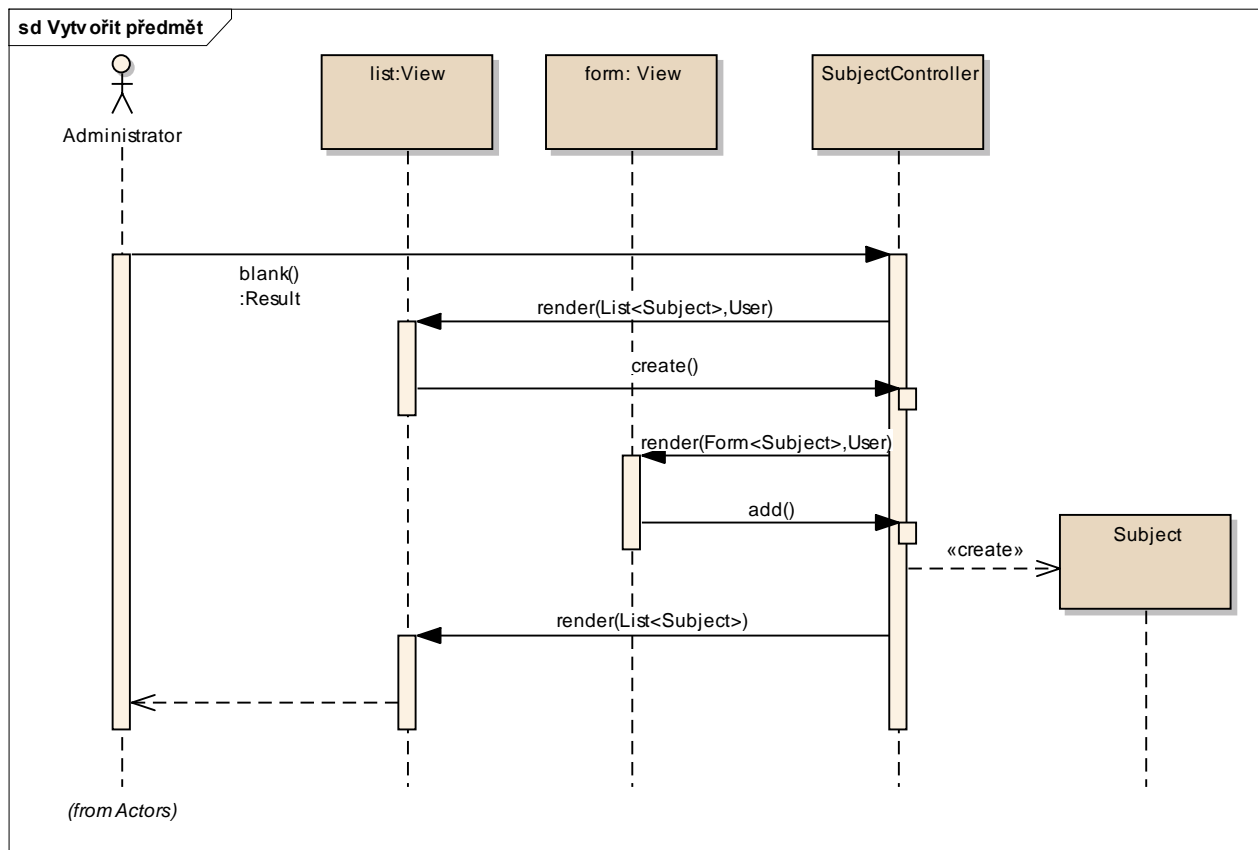 sd Vytvořit předmět
list:View
form: View
SubjectController
Administrator
blank()
:Result
render(List<Subject>,User)
create()
render(Form<Subject>,User)
add()
Subject
«create»
render(List<Subject>)
(from Actors)